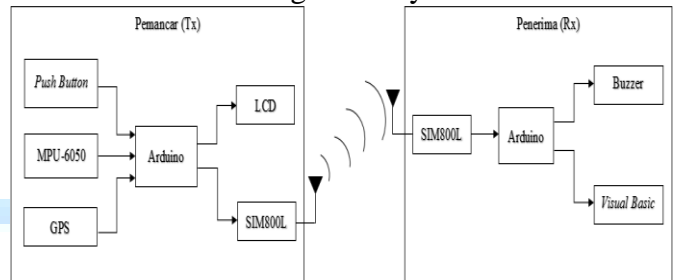 Pemancar (Tx)
Push Button
MPU-6050
GPS
Arduino
LCD
SIM800L
Penerima (Rx)
SIM800L
Arduino
Buzzer
Visual Basic